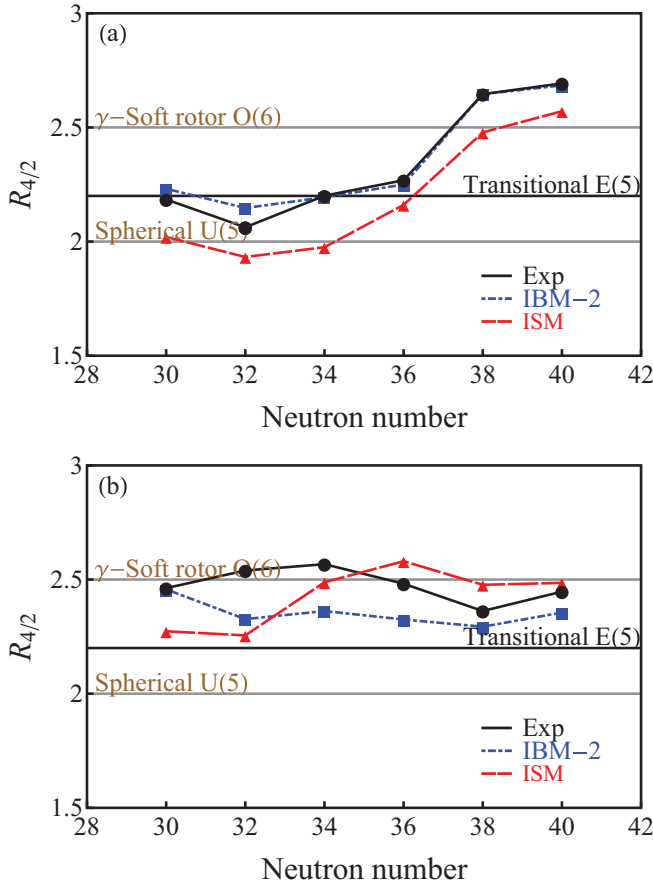 (a)
3
γ−Soft rotor O(6)
2.5
Transitional E(5)
R4/2
Spherical U(5)
2
Exp
IBM−2
ISM
1.5
28 30 32 34 36 38 40 42
Neutron number
(b)
3
γ−Soft rotor O(6)
2.5
Transitional E(5)
R4/2
Spherical U(5)
2
Exp
IBM−2
ISM
1.5
28 30 32 34 36 38 40 42
Neutron number